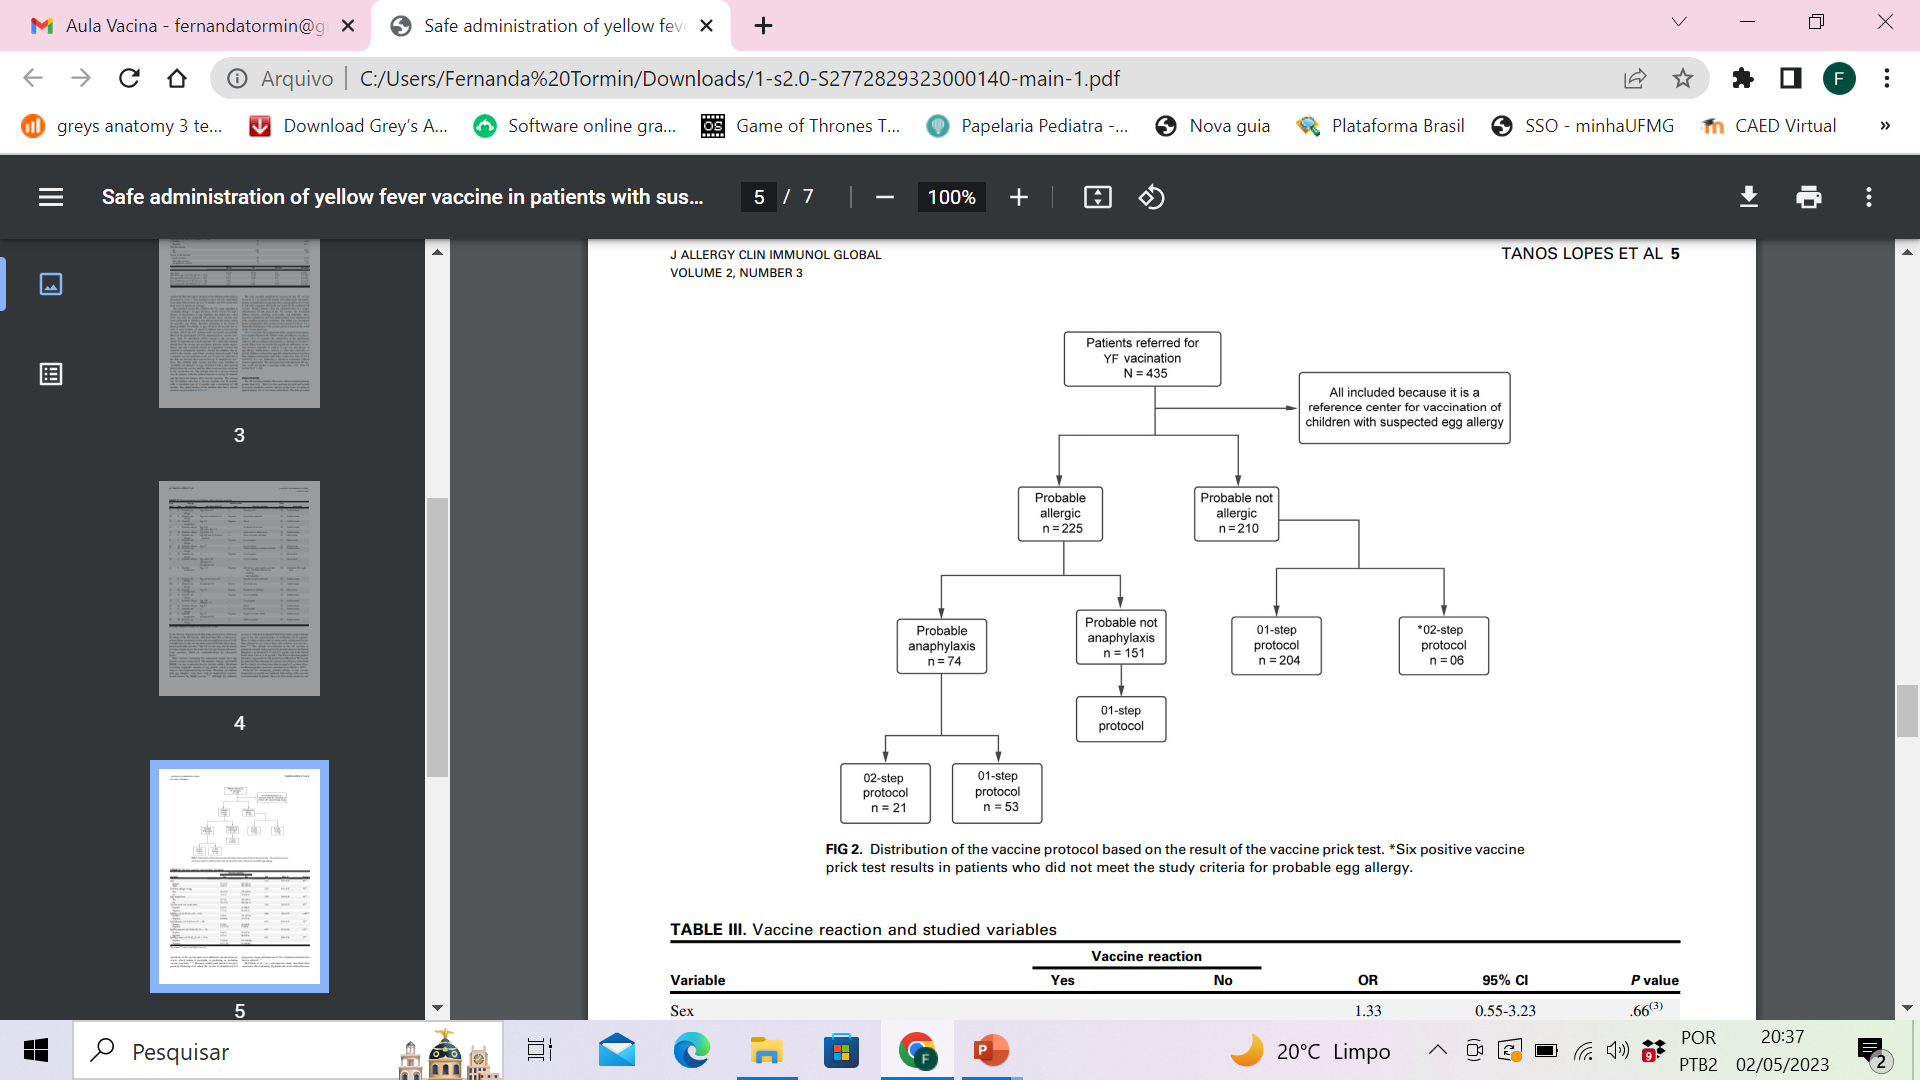 Aula Vacina - fernandatormin@g
Safe administration of yellow feve
Arquivo
C:/Users/Fernanda%20Tormin/Downloads/1-s2.0-S2772829323000140-main-1.pdf
F
greys anatomy 3 te...
Download Grey's A...
Software online gra...
OS
Game of Thrones T...
Papelaria Pediatra -...
Nova guia
Plataforma Brasil
SSO - minhaUFMG
CAED Virtual
»
Safe administration of yellow fever vaccine in patients with sus...
5 / 7
100%
3
4
5
J ALLERGY CLIN IMMUNOL GLOBAL
VOLUME 2, NUMBER 3
TANOS LOPES ET AL 5
Patients referred for
YF vacination
N = 435
All included because it is a
reference center for vaccination of
children with suspected egg allergy
Probable
allergic
n = 225
Probable not
allergic
n = 210
Probable
anaphylaxis
n = 74
Probable not
anaphylaxis
n = 151
01-step
protocol
n = 204
*02-step
protocol
n = 06
01-step
protocol
02-step
protocol
n = 21
01-step
protocol
n = 53
FIG 2. Distribution of the vaccine protocol based on the result of the vaccine prick test. *Six positive vaccine
prick test results in patients who did not meet the study criteria for probable egg allergy.
TABLE III. Vaccine reaction and studied variables
Vaccine reaction
Variable Yes No OR 95% CI P value
Sex 1.33 0.55-3.23 .66(3)
Pesquisar
F
P
20°C Limpo
9
POR
PTB2
20:37
02/05/2023
2